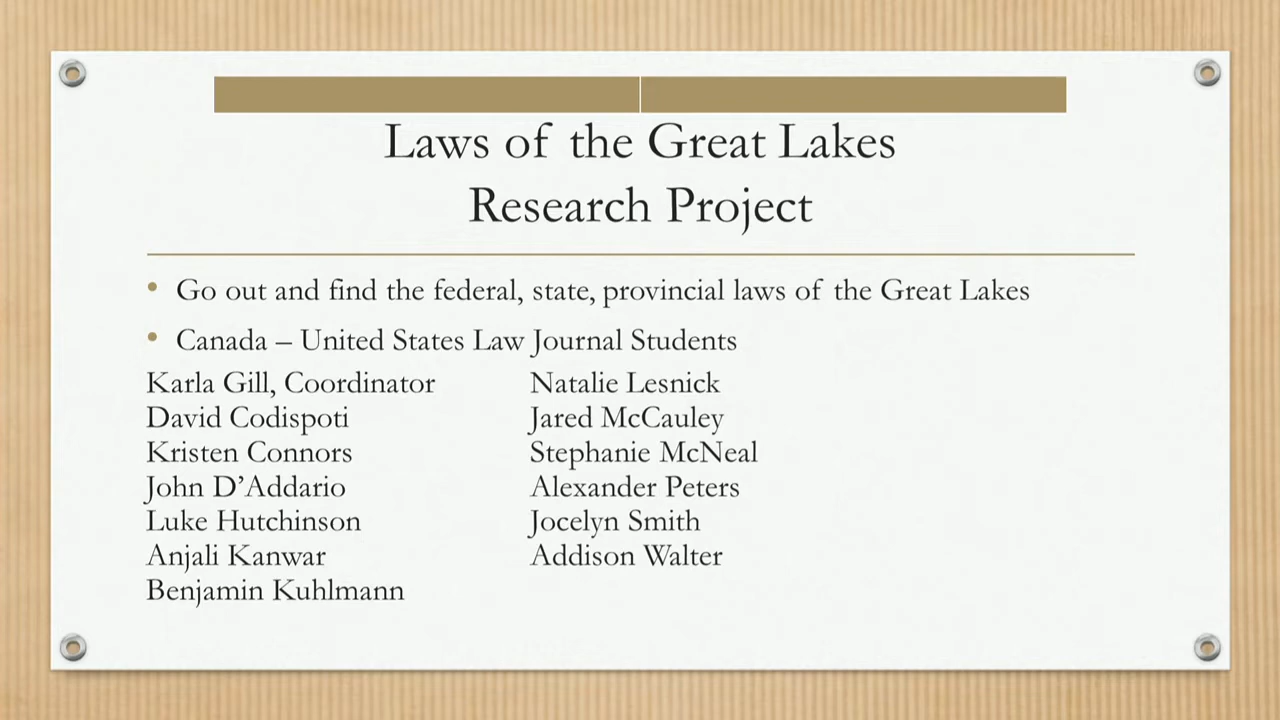 Laws of the Great Lakes
Research Project
• Go out and find the federal, state, provincial laws of the Great Lakes
• Canada – United States Law Journal Students
Karla Gill, Coordinator
David Codispoti
Kristen Connors
John D’Addario
Luke Hutchinson
Anjali Kanwar
Benjamin Kuhlmann
Natalie Lesnick
Jared McCauley
Stephanie McNeal
Alexander Peters
Jocelyn Smith
Addison Walter